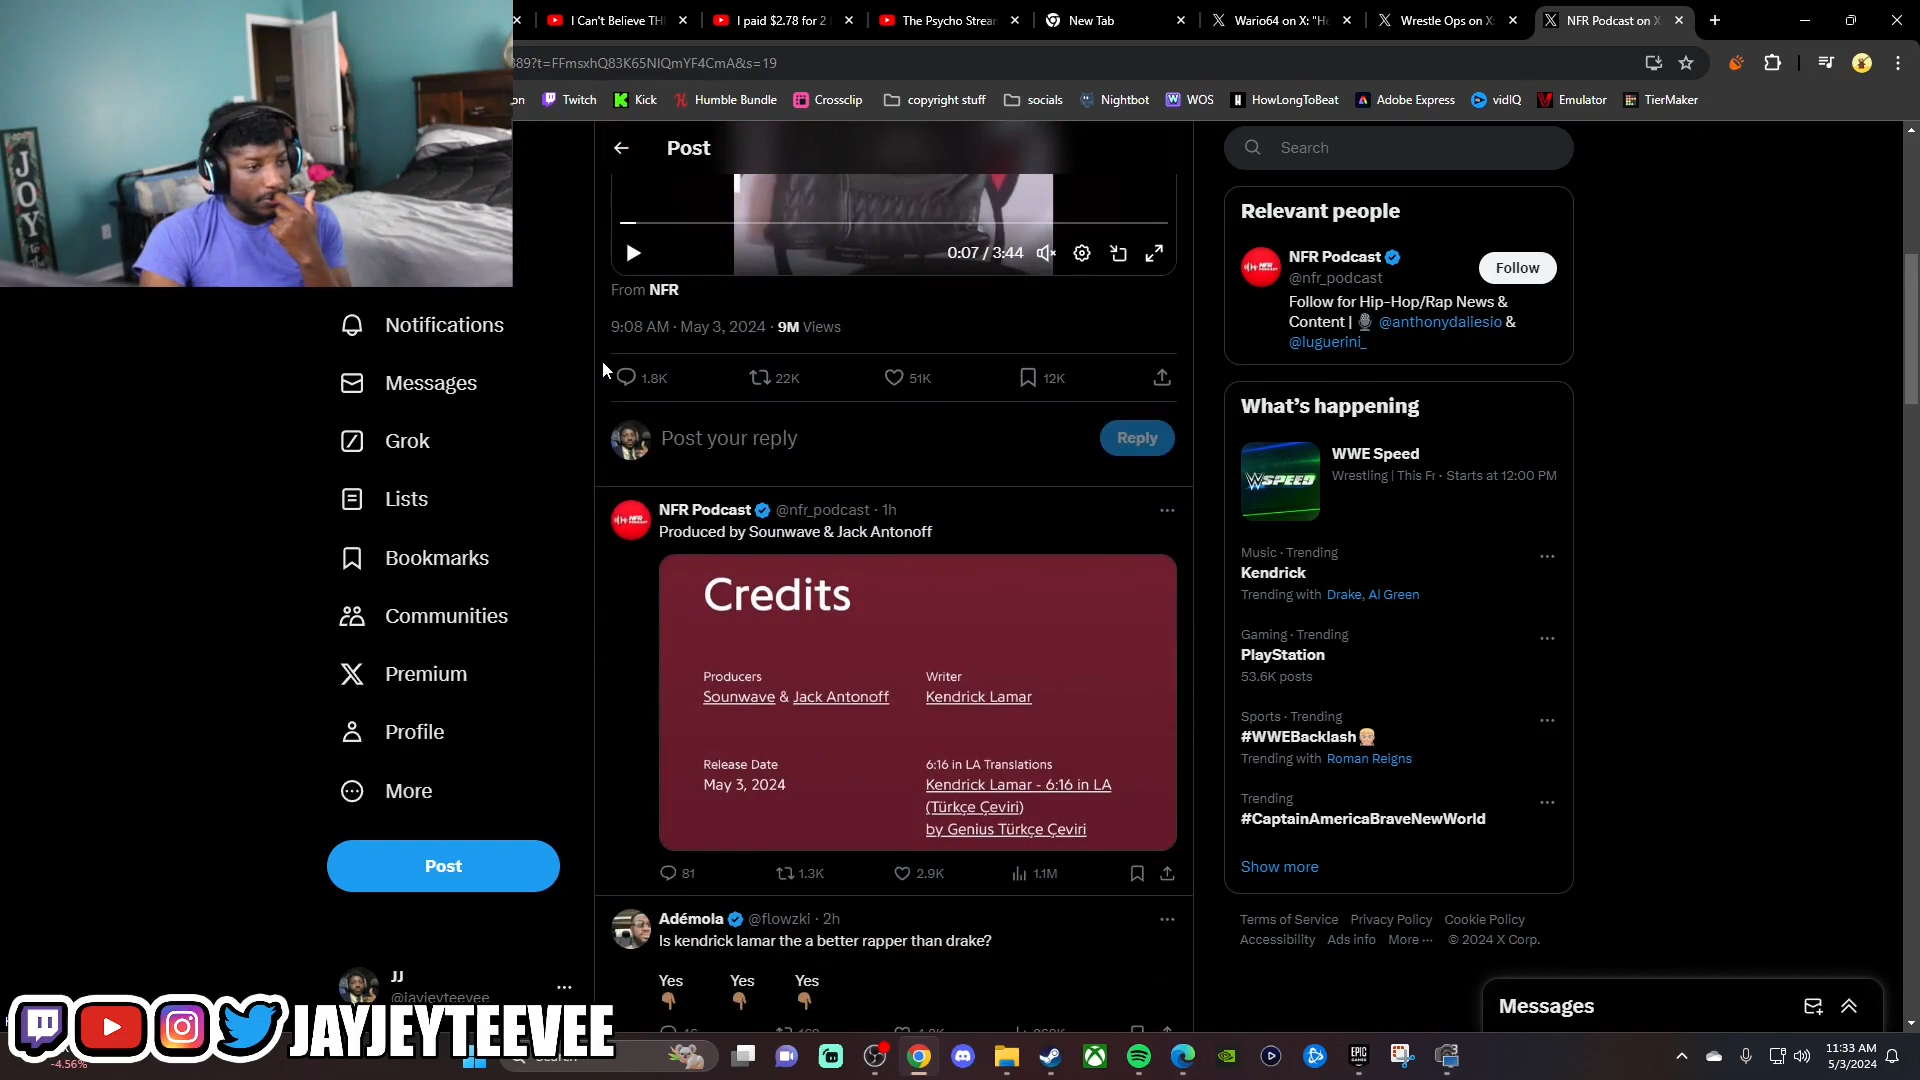 I Can't Believe THI
I paid $2.78 for 2
The Psycho Strean
New Tab
Wario64 on X: "He
Wrestle Ops on X:
NFR Podcast on X
389?t=FFmsxhQ83K65NIQmYF4CmA&s=19
on
Twitch
Kick
Humble Bundle
Crossclip
copyright stuff
socials
Nightbot
WOS
HowLongToBeat
Adobe Express
vidIQ
Emulator
TierMaker
JOY
Notifications
Messages
Grok
Lists
Bookmarks
Communities
Premium
Profile
More
Post
JJ
@jayjeyteevee
Post
0:07 / 3:44
From NFR
9:08 AM · May 3, 2024 · 9M Views
1.8K
22K
51K
12K
Post your reply
Reply
NFR Podcast @nfr_podcast · 1h
Produced by Sounwave & Jack Antonoff
Credits
Producers
Sounwave & Jack Antonoff
Writer
Kendrick Lamar
Release Date
May 3, 2024
6:16 in LA Translations
Kendrick Lamar - 6:16 in LA
(Türkçe Çeviri)
by Genius Türkçe Çeviri
81
1.3K
2.9K
1.1M
Adémola @flowzki · 2h
Is kendrick lamar the a better rapper than drake?
Yes Yes Yes
Search
Relevant people
NFR Podcast
@nfr_podcast
Follow
Follow for Hip-Hop/Rap News &
Content | @anthonydaliesio &
@luguerini_
What's happening
WWE Speed
Wrestling | This Fr · Starts at 12:00 PM
SPEED
Music · Trending
Kendrick
Trending with Drake, Al Green
Gaming · Trending
PlayStation
53.6K posts
Sports · Trending
#WWEBacklash
Trending with Roman Reigns
Trending
#CaptainAmericaBraveNewWorld
Show more
Terms of Service Privacy Policy Cookie Policy
Accessibility Ads info More ··· © 2024 X Corp.
Messages
JAYJEYTEEVEE
-4.56%
EPIC
11:33 AM
5/3/2024